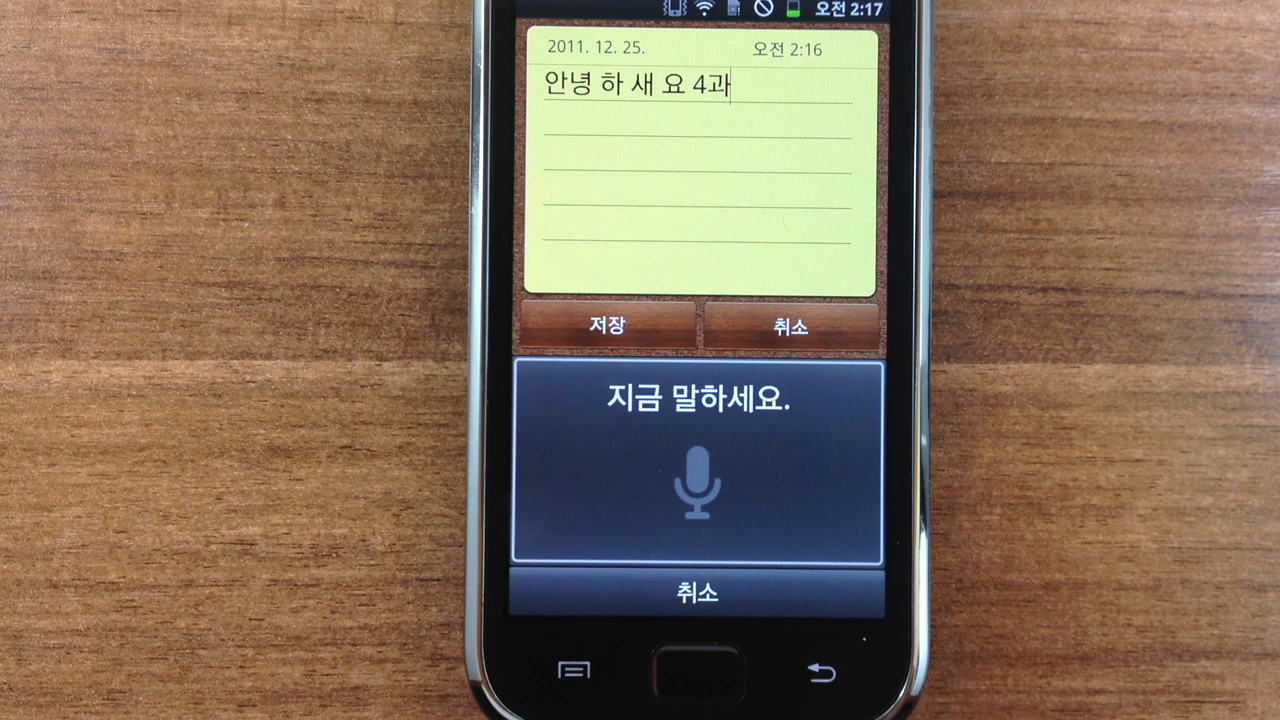 오전 2:17
2011. 12. 25. 오전 2:16
안녕 하 새 요 4과
저장 취소
지금 말하세요.
취소